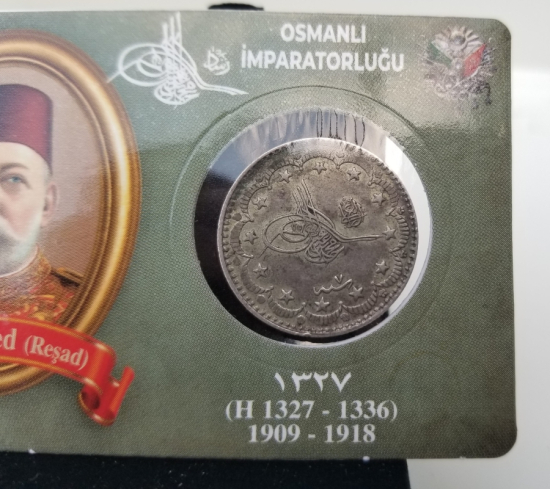 OSMANLI
İMPARATORLUĞU
ed (Reşad)
١٣٢٧
(H 1327 - 1336)
1909 - 1918